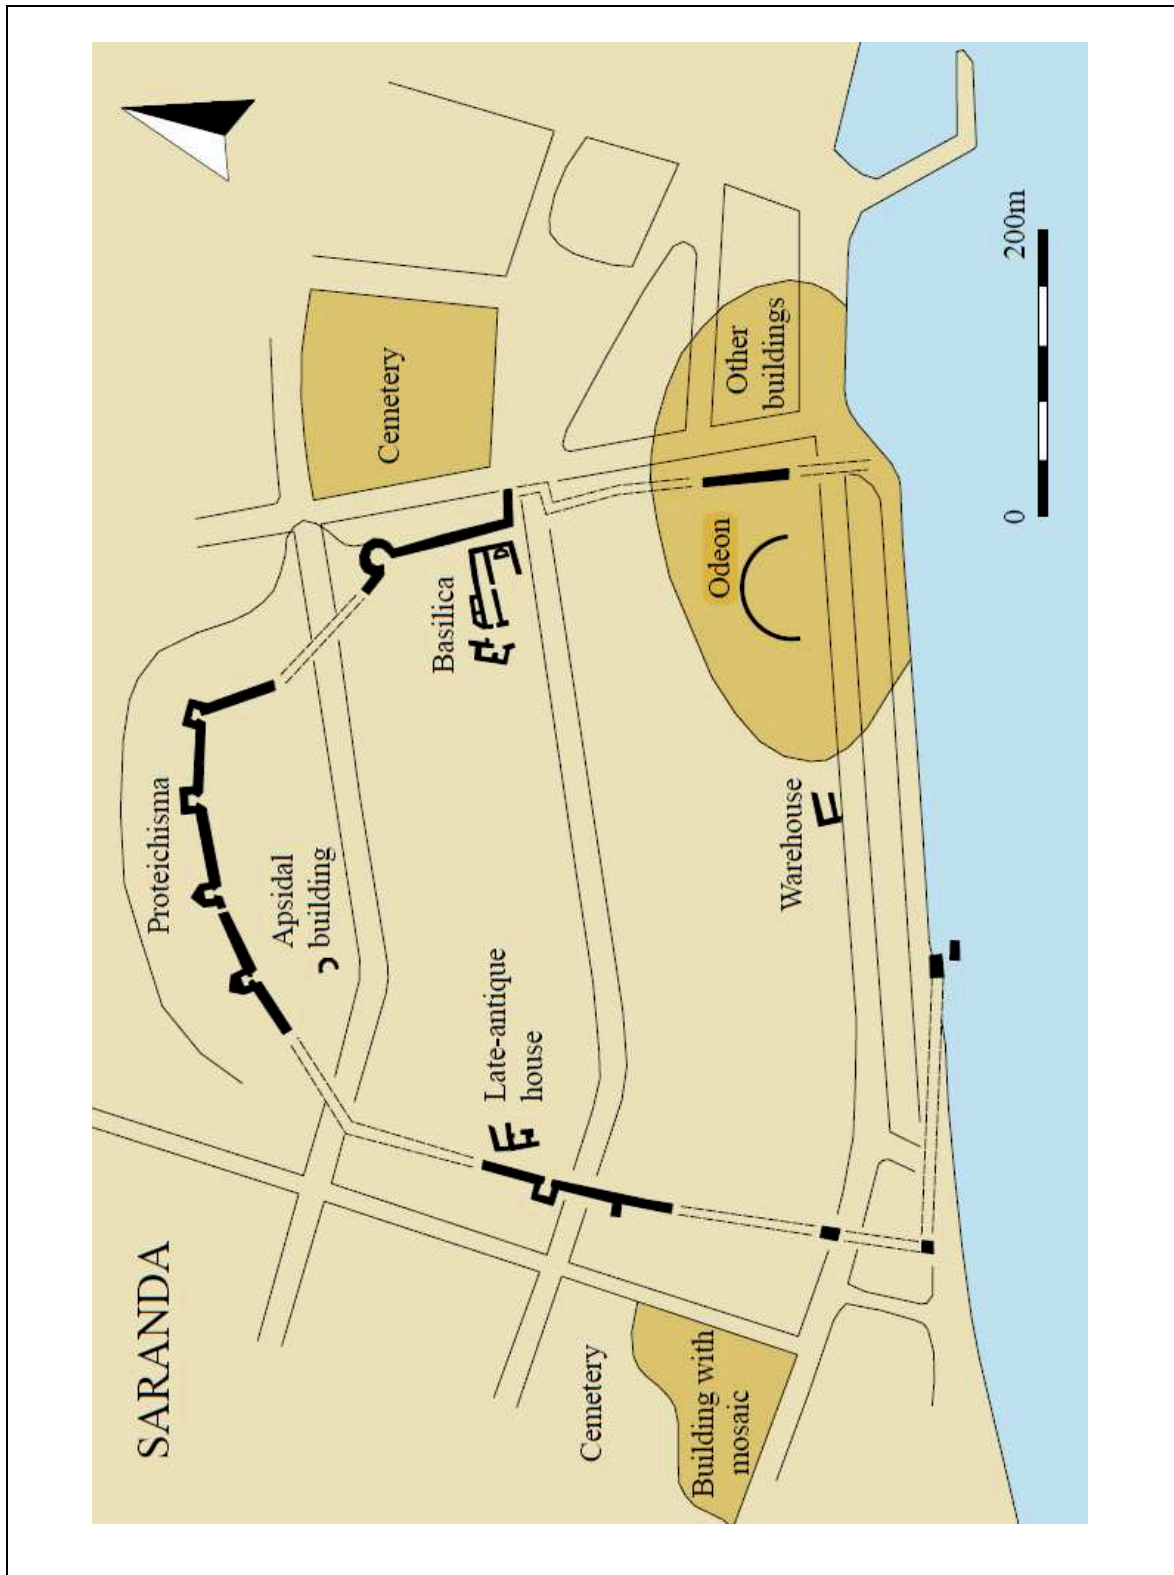 SARANDA
Proteichisma
Apsidal
building
Cemetery
Basilica
Late-antique
house
Cemetery
Building with
mosaic
Odeon
Other
buildings
Warehouse
0
200m